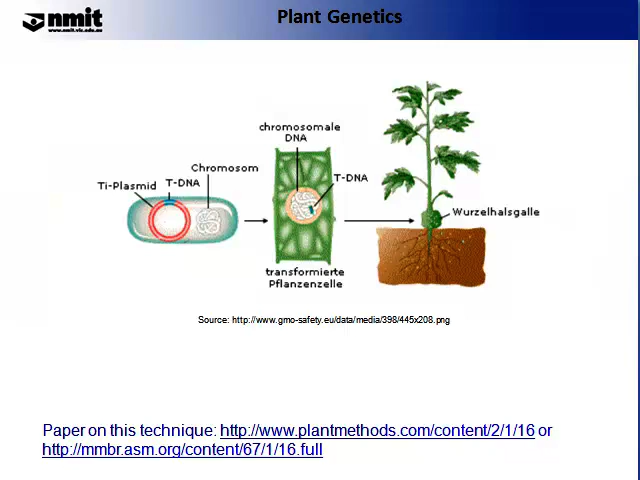 nmit
www.nmit.vic.edu.au
Plant Genetics
chromosomale
DNA
Chromosom
T-DNA
Ti-Plasmid
T-DNA
Wurzelhalsgalle
transformierte
Pflanzenzelle
Source: http://www.gmo-safety.eu/data/media/398/445x208.png
Paper on this technique: http://www.plantmethods.com/content/2/1/16 or
http://mmbr.asm.org/content/67/1/16.full